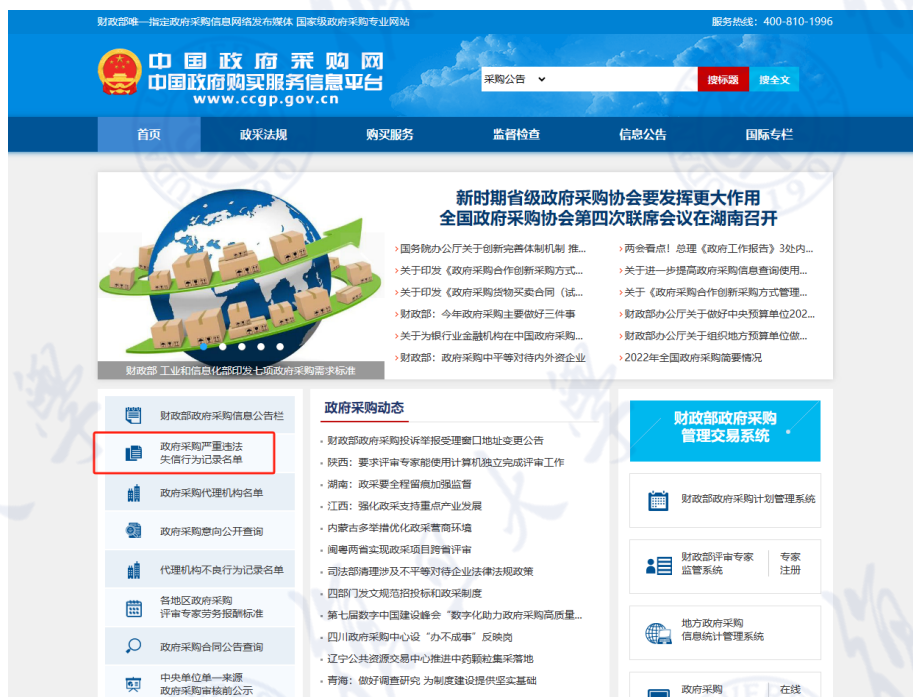 财政部唯一指定政府采购信息网络发布媒体 国家级政府采购专业网站
服务热线：400-810-1996
中国政府采购网
中国政府购买服务信息平台
www.ccgp.gov.cn
采购公告
搜标题
搜全文
首页
政采法规
购买服务
监督检查
信息公告
国际专栏
新时期省级政府采购协会要发挥更大作用
全国政府采购协会第四次联席会议在湖南召开
国务院办公厅关于创新完善体制机制 推...
关于印发《政府采购合作创新采购方式...
关于印发《政府采购货物买卖合同（试...
财政部：今年政府采购主要做好三件事
关于为银行业金融机构在中国政府采购...
财政部：政府采购中平等对待内外资企业
两会看点！总理《政府工作报告》3处内...
关于进一步提高政府采购信息查询使用...
关于《政府采购合作创新采购方式管理...
财政部办公厅关于做好中央预算单位202...
财政部办公厅关于组织地方预算单位做...
2022年全国政府采购简要情况
财政部 工业和信息化部印发七项政府采购需求标准
财政部政府采购信息公告栏
政府采购严重违法
失信行为记录名单
政府采购代理机构名单
政府采购意向公开查询
代理机构不良行为记录名单
各地区政府采购
评审专家劳务报酬标准
政府采购合同公告查询
中央单位单一来源
政府采购审核前公示
政府采购动态
财政部政府采购投诉举报受理窗口地址变更公告
陕西：要求评审专家能使用计算机独立完成评审工作
湖南：政采要全程留痕加强监督
江西：强化政采支持重点产业发展
内蒙古多举措优化政采营商环境
闽粤两省实现政采项目跨省评审
司法部清理涉及不平等对待企业法律法规政策
四部门发文规范招投标和政采制度
第七届数字中国建设峰会“数字化助力政府采购高质量...
四川政府采购中心设“办不成事”反映岗
辽宁公共资源交易中心推进中药颗粒集采落地
青海：做好调查研究 为制度建设提供坚实基础
财政部政府采购
管理交易系统
财政部政府采购计划管理系统
财政部评审专家
监管系统
专家
注册
地方政府采购
信息统计管理系统
政府采购
在线